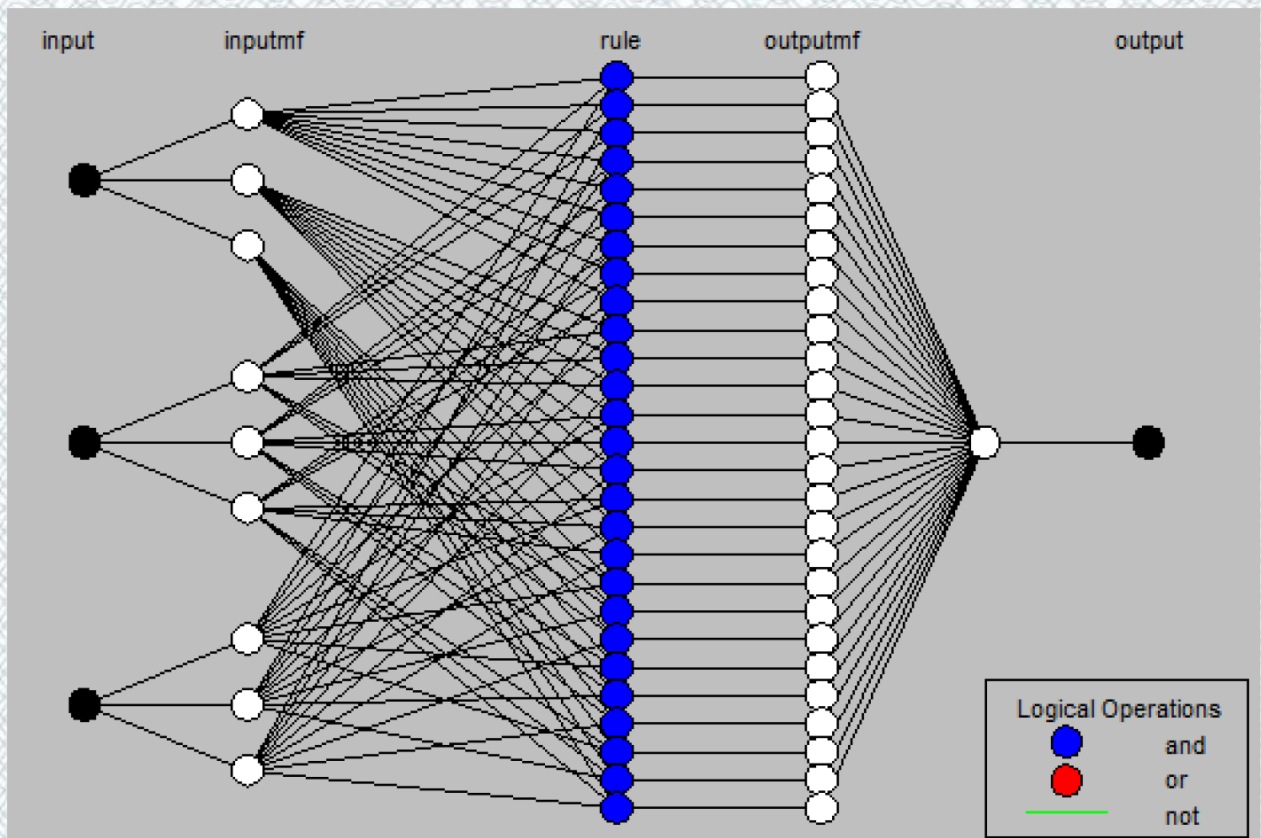 input inputmf rule outputmf output
Logical Operations
and
or
not